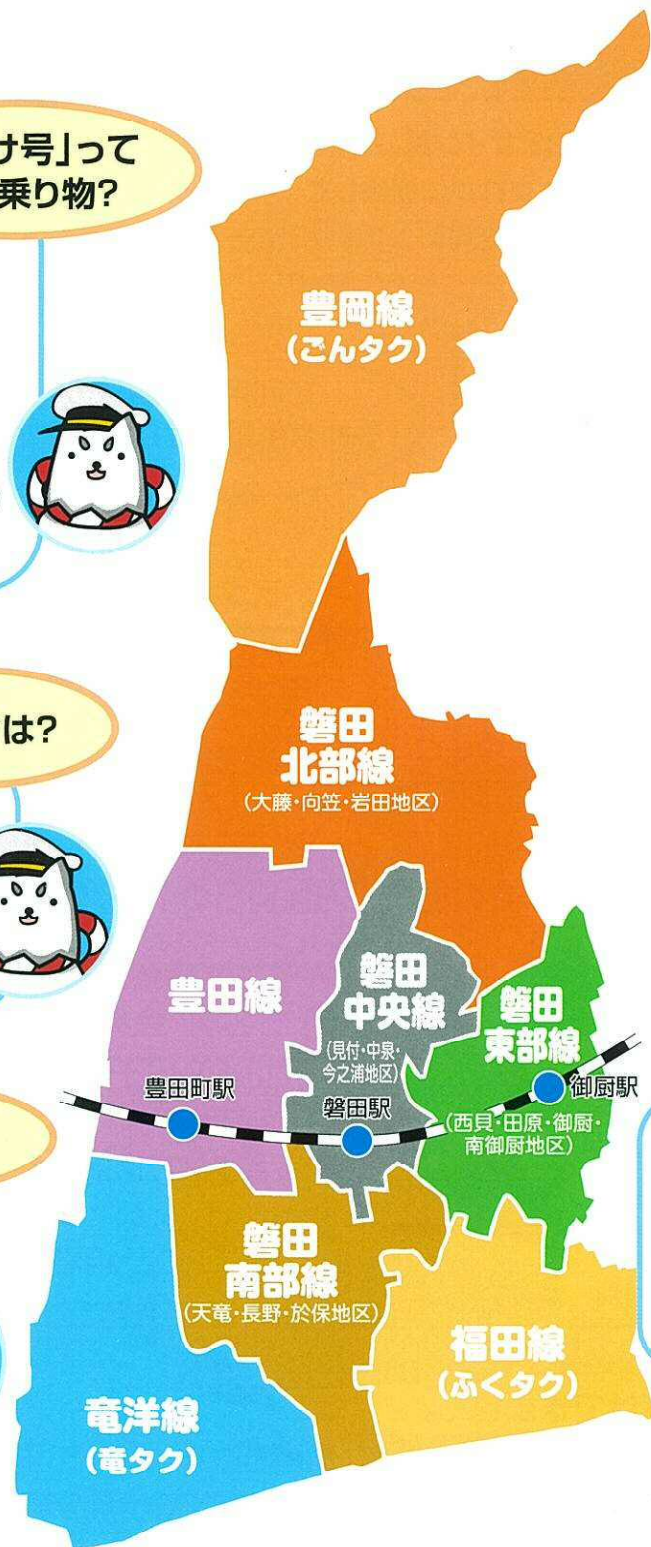 け号」って
乗り物?
豊岡線
(ごんタク)
は?
磐田
北部線
(大藤・向笠・岩田地区)
豊田線
磐田
中央線
(見付・中泉・
今之浦地区)
磐田
東部線
(西貝・田原・御厨・
南御厨地区)
豊田町駅
磐田駅
御厨駅
磐田
南部線
(天竜・長野・於保地区)
福田線
(ふくタク)
竜洋線
(竜タク)